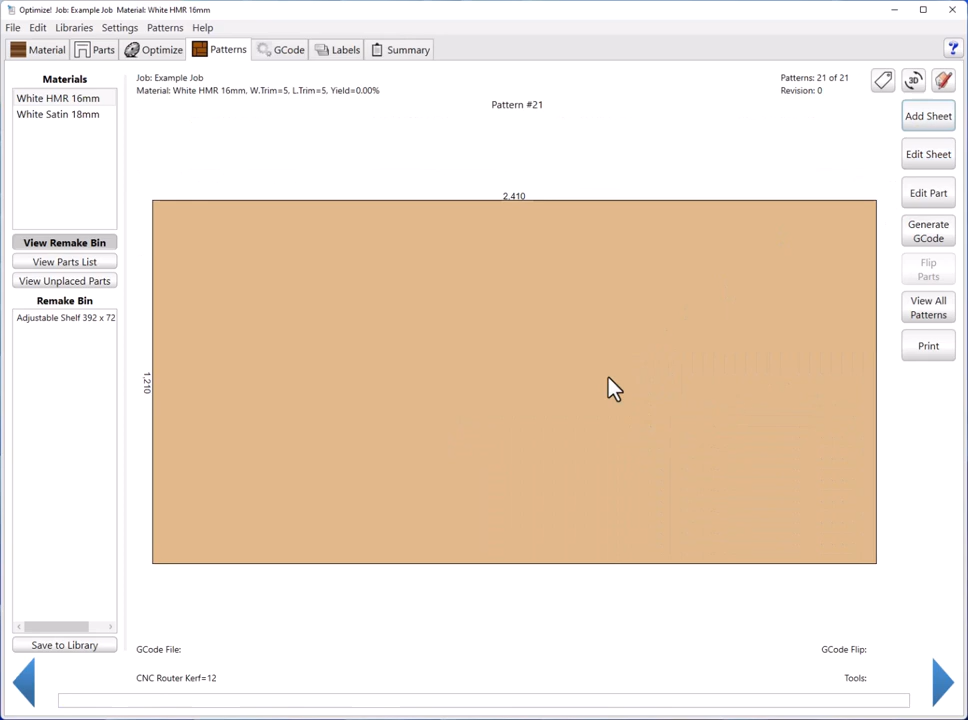 Optimize! Job: Example Job Material: White HMR 16mm
File Edit Libraries Settings Patterns Help
Material Parts Optimize Patterns GCode Labels Summary
?
Materials
White HMR 16mm
White Satin 18mm
View Remake Bin
View Parts List
View Unplaced Parts
Remake Bin
Adjustable Shelf 392 x 72
Save to Library
Job: Example Job
Material: White HMR 16mm, W.Trim=5, L.Trim=5, Yield=0.00%
Pattern #21
Patterns: 21 of 21
Revision: 0
3D
2,410
1,210
Add Sheet
Edit Sheet
Edit Part
Generate
GCode
Flip
Parts
View All
Patterns
Print
GCode File:
GCode Flip:
CNC Router Kerf=12
Tools: